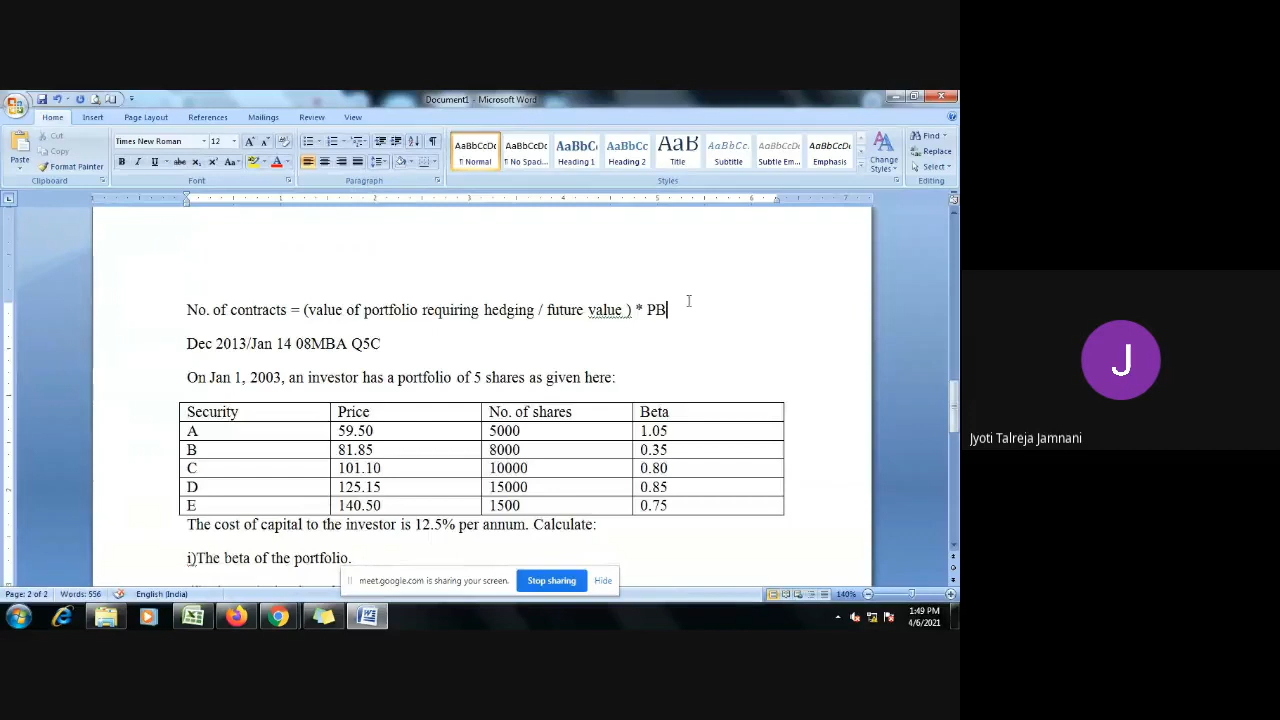 Document1 - Microsoft Word
Home Insert Page Layout References Mailings Review View
Paste
Cut
Copy
Format Painter
Clipboard
Times New Roman 12
Font
Paragraph
AaBbCcDc AaBbCcDc AaBbC AaBbCc AaB AaBbCc. AaBbCcDc AaBbCcDc
¶ Normal ¶ No Spaci... Heading 1 Heading 2 Title Subtitle Subtle Em... Emphasis
Styles
Change Styles
Find
Replace
Select
Editing
No. of contracts = (value of portfolio requiring hedging / future value ) * PB
Dec 2013/Jan 14 08MBA Q5C
On Jan 1, 2003, an investor has a portfolio of 5 shares as given here:
Security Price No. of shares Beta
A 59.50 5000 1.05
B 81.85 8000 0.35
C 101.10 10000 0.80
D 125.15 15000 0.85
E 140.50 1500 0.75
The cost of capital to the investor is 12.5% per annum. Calculate:
i)The beta of the portfolio.
meet.google.com is sharing your screen. Stop sharing Hide
Page: 2 of 2 Words: 556 English (India) 140%
1:49 PM
4/6/2021
J
Jyoti Talreja Jamnani